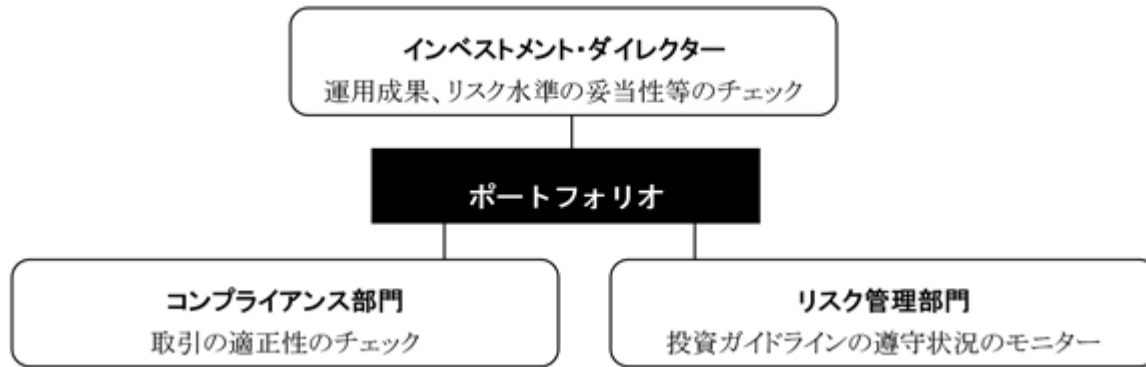 インベストメント・ダイレクター
運用成果、リスク水準の妥当性等のチェック
ポートフォリオ
コンプライアンス部門
取引の適正性のチェック
リスク管理部門
投資ガイドラインの遵守状況のモニター